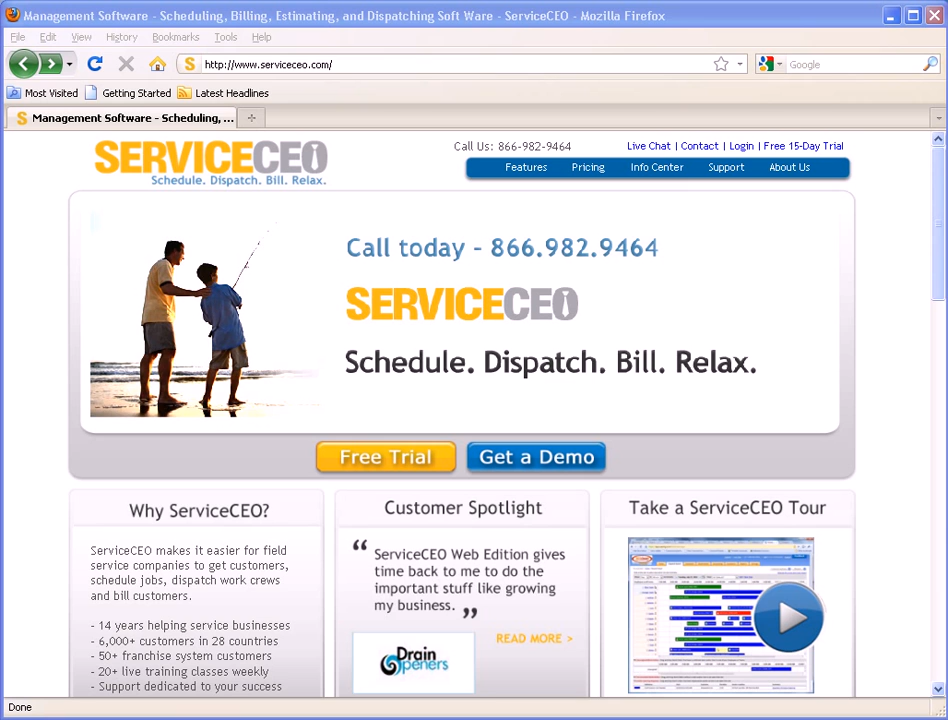 Management Software - Scheduling, Billing, Estimating, and Dispatching Soft Ware - ServiceCEO - Mozilla Firefox
File Edit View History Bookmarks Tools Help
S http://www.serviceceo.com/ Google
Most Visited Getting Started Latest Headlines
S Management Software - Scheduling, ...
SERVICECEO
Schedule. Dispatch. Bill. Relax.
Call Us: 866-982-9464
Live Chat | Contact | Login | Free 15-Day Trial
Features Pricing Info Center Support About Us
Call today - 866.982.9464
SERVICECEO
Schedule. Dispatch. Bill. Relax.
Free Trial Get a Demo
Why ServiceCEO?
ServiceCEO makes it easier for field
service companies to get customers,
schedule jobs, dispatch work crews
and bill customers.
- 14 years helping service businesses
- 6,000+ customers in 28 countries
- 50+ franchise system customers
- 20+ live training classes weekly
- Support dedicated to your success
Customer Spotlight
“ ServiceCEO Web Edition gives
time back to me to do the
important stuff like growing
my business. ”
READ MORE >
Drain
Openers
Take a ServiceCEO Tour
Done